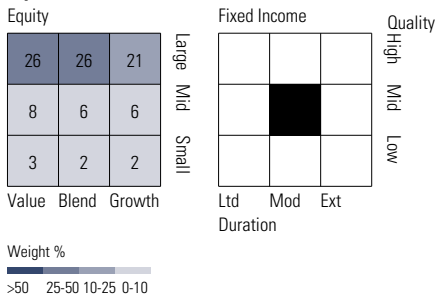 Equity
26 26 21
8 6 6
3 2 2
Large
Mid
Small
Value Blend Growth
Fixed Income
Quality
High
Mid
Low
Ltd Mod Ext
Duration
Weight %
>50 25-50 10-25 0-10